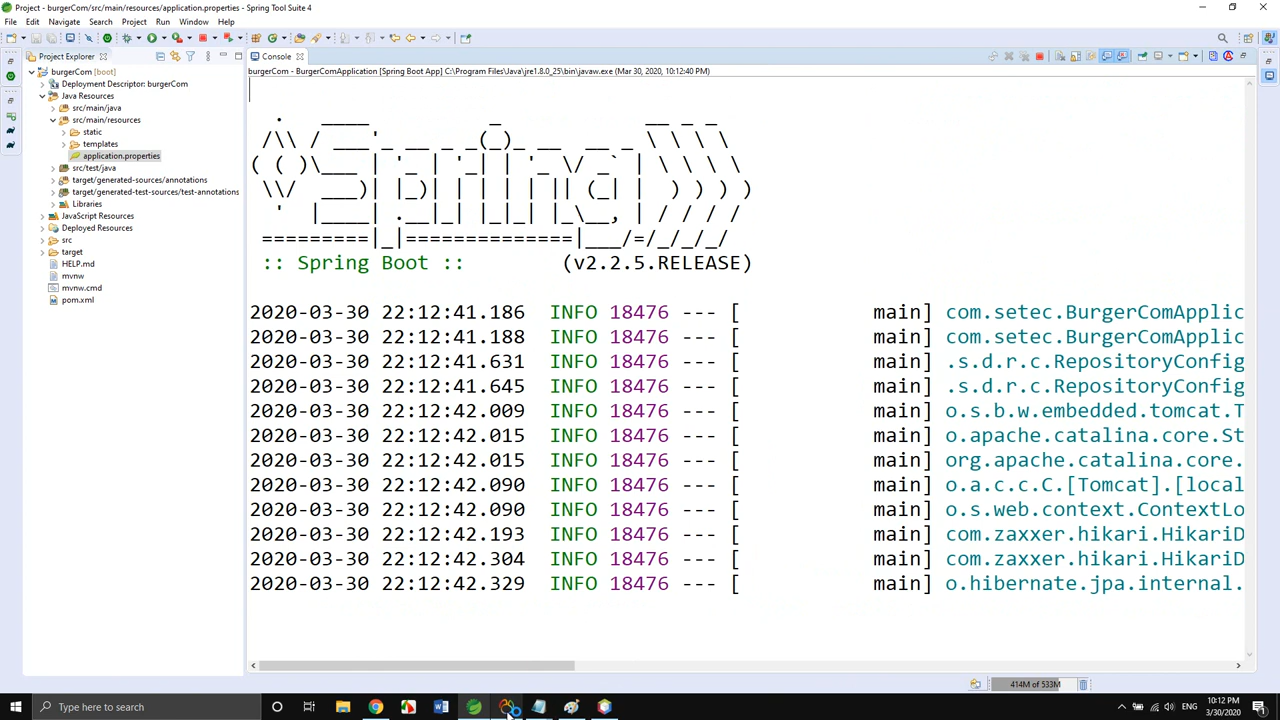 Project - burgerCom/src/main/resources/application.properties - Spring Tool Suite 4
File Edit Navigate Search Project Run Window Help
Project Explorer
burgerCom [boot]
Deployment Descriptor: burgerCom
Java Resources
src/main/java
src/main/resources
static
templates
application.properties
src/test/java
target/generated-sources/annotations
target/generated-test-sources/test-annotations
Libraries
JavaScript Resources
Deployed Resources
src
target
HELP.md
mvnw
mvnw.cmd
pom.xml
Console
burgerCom - BurgerComApplication [Spring Boot App] C:\Program Files\Java\jre1.8.0_25\bin\javaw.exe (Mar 30, 2020, 10:12:40 PM)
Spring
:: Spring Boot :: (v2.2.5.RELEASE)
2020-03-30 22:12:41.186 INFO 18476 --- [ main] com.setec.BurgerComApplic
2020-03-30 22:12:41.188 INFO 18476 --- [ main] com.setec.BurgerComApplic
2020-03-30 22:12:41.631 INFO 18476 --- [ main] .s.d.r.c.RepositoryConfig
2020-03-30 22:12:41.645 INFO 18476 --- [ main] .s.d.r.c.RepositoryConfig
2020-03-30 22:12:42.009 INFO 18476 --- [ main] o.s.b.w.embedded.tomcat.T
2020-03-30 22:12:42.015 INFO 18476 --- [ main] o.apache.catalina.core.St
2020-03-30 22:12:42.015 INFO 18476 --- [ main] org.apache.catalina.core.
2020-03-30 22:12:42.090 INFO 18476 --- [ main] o.a.c.c.C.[Tomcat].[local
2020-03-30 22:12:42.090 INFO 18476 --- [ main] o.s.web.context.ContextLo
2020-03-30 22:12:42.193 INFO 18476 --- [ main] com.zaxxer.hikari.HikariD
2020-03-30 22:12:42.304 INFO 18476 --- [ main] com.zaxxer.hikari.HikariD
2020-03-30 22:12:42.329 INFO 18476 --- [ main] o.hibernate.jpa.internal.
414M of 533M
Type here to search
ENG
10:12 PM
3/30/2020